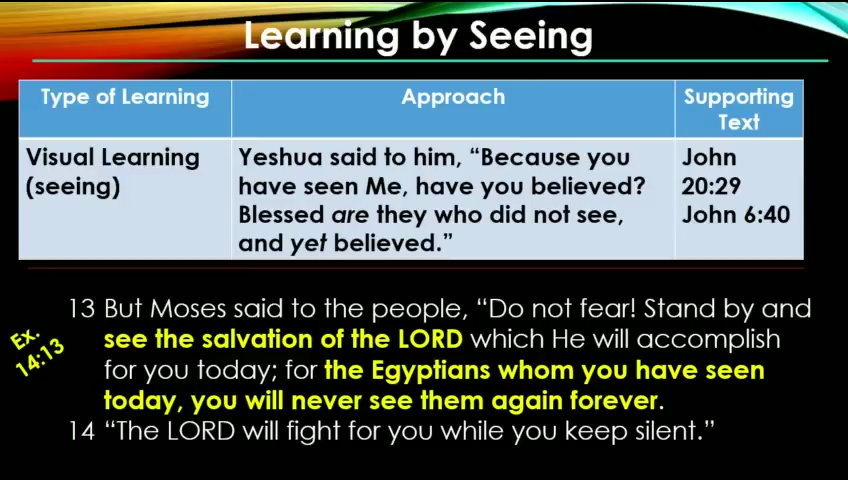 Learning by Seeing
Type of Learning
Approach
Supporting
Text
Visual Learning
(seeing)
Yeshua said to him, “Because you
have seen Me, have you believed?
Blessed are they who did not see,
and yet believed.”
John
20:29
John 6:40
Ex.
14:13
13 But Moses said to the people, “Do not fear! Stand by and
see the salvation of the LORD which He will accomplish
for you today; for the Egyptians whom you have seen
today, you will never see them again forever.
14 “The LORD will fight for you while you keep silent.”